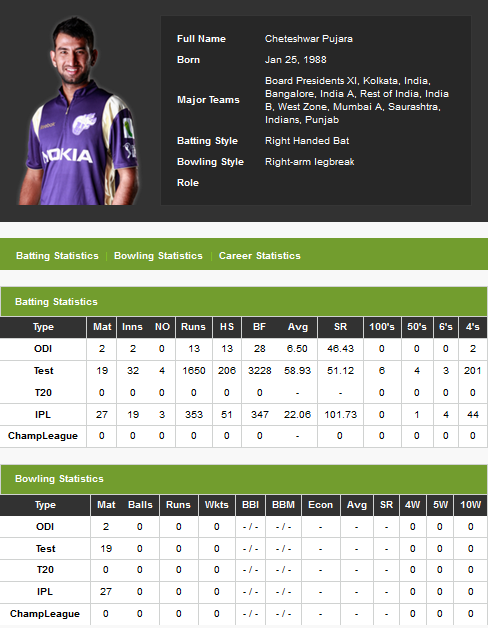 NOKIA
Full Name Cheteshwar Pujara
Born Jan 25, 1988
Major Teams Board Presidents XI, Kolkata, India,
Bangalore, India A, Rest of India, India
B, West Zone, Mumbai A, Saurashtra,
Indians, Punjab
Batting Style Right Handed Bat
Bowling Style Right-arm legbreak
Role
Batting Statistics | Bowling Statistics | Career Statistics
Batting Statistics
Type Mat Inns NO Runs HS BF Avg SR 100's 50's 6's 4's
ODI 2 2 0 13 13 28 6.50 46.43 0 0 0 2
Test 19 32 4 1650 206 3228 58.93 51.12 6 4 3 201
T20 0 0 0 0 0 0 - - 0 0 0 0
IPL 27 19 3 353 51 347 22.06 101.73 0 1 4 44
ChampLeague 0 0 0 0 0 0 - 0 0 0 0 0
Bowling Statistics
Type Mat Balls Runs Wkts BBI BBM Econ Avg SR 4W 5W 10W
ODI 2 0 0 0 - / - - / - - - - 0 0 0
Test 19 0 0 0 - / - - / - - - - 0 0 0
T20 0 0 0 0 - / - - / - - - - 0 0 0
IPL 27 0 0 0 - / - - / - - - - 0 0 0
ChampLeague 0 0 0 0 - / - - / - - - - 0 0 0